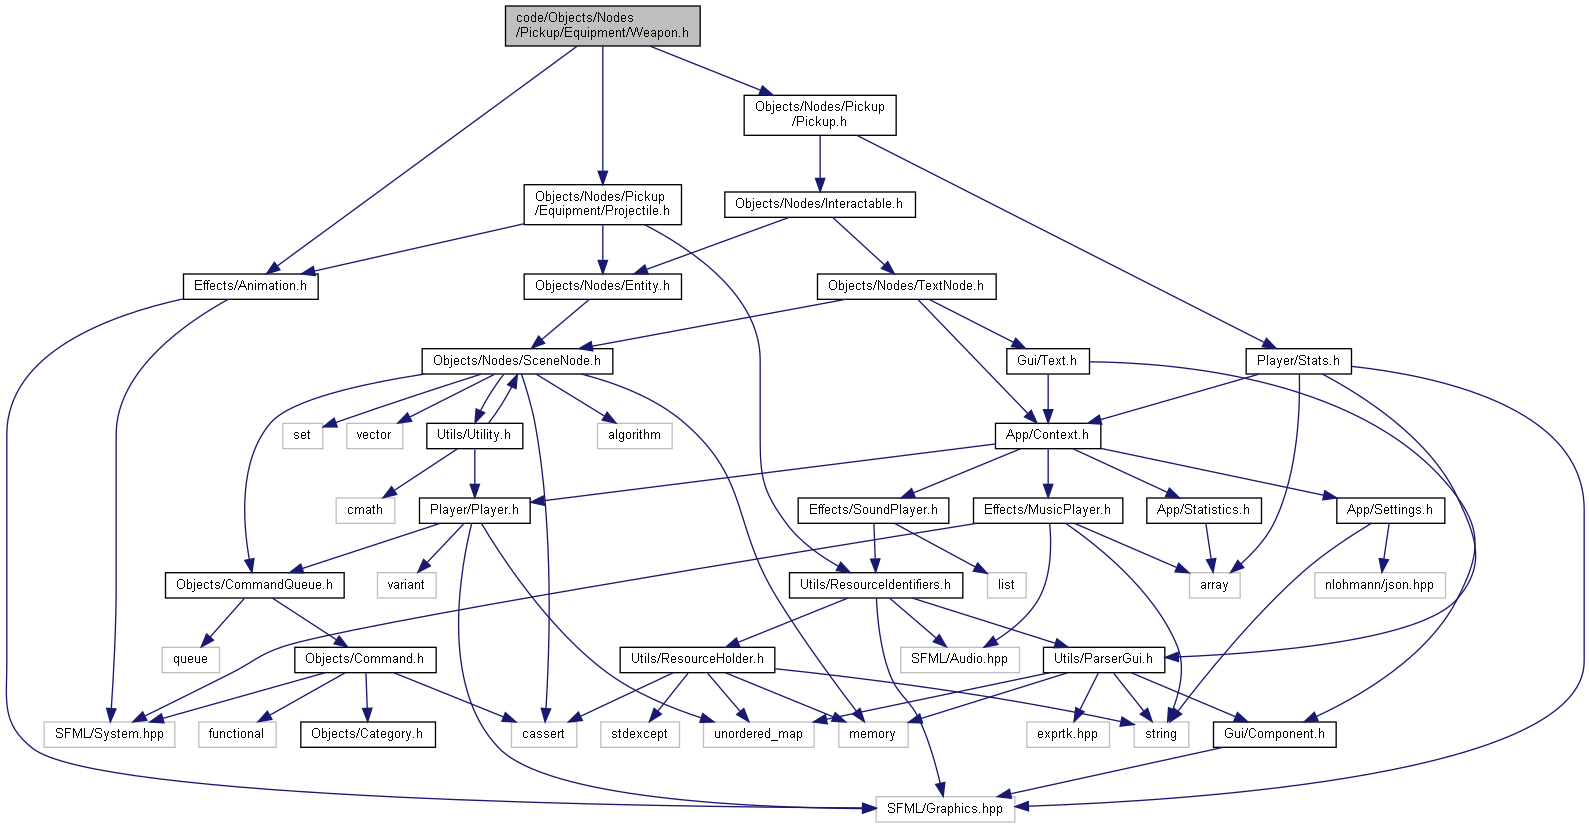 code/Objects/Nodes
/Pickup/Equipment/Weapon.h
Objects/Nodes/Pickup
/Pickup.h
Objects/Nodes/Pickup
/Equipment/Projectile.h
Objects/Nodes/Interactable.h
Effects/Animation.h
Objects/Nodes/Entity.h
Objects/Nodes/TextNode.h
Objects/Nodes/SceneNode.h
Gui/Text.h
Player/Stats.h
set
vector
Utils/Utility.h
algorithm
App/Context.h
cmath
Player/Player.h
Effects/SoundPlayer.h
Effects/MusicPlayer.h
App/Statistics.h
App/Settings.h
Objects/CommandQueue.h
variant
Utils/ResourceIdentifiers.h
list
array
nlohmann/json.hpp
queue
Objects/Command.h
Utils/ResourceHolder.h
SFML/Audio.hpp
Utils/ParserGui.h
SFML/System.hpp
functional
Objects/Category.h
cassert
stdexcept
unordered_map
memory
exprtk.hpp
string
Gui/Component.h
SFML/Graphics.hpp